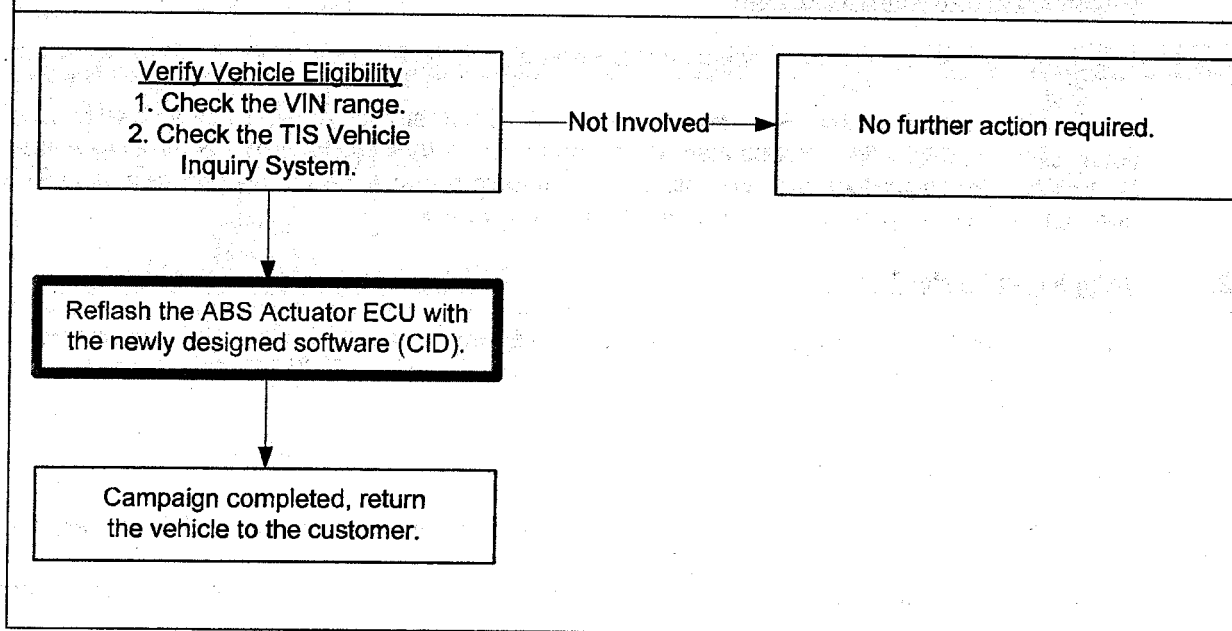 Verify Vehicle Eligibility
1. Check the VIN range.
2. Check the TIS Vehicle
Inquiry System.
Not Involved
No further action required.
Reflash the ABS Actuator ECU with
the newly designed software (CID).
Campaign completed, return
the vehicle to the customer.